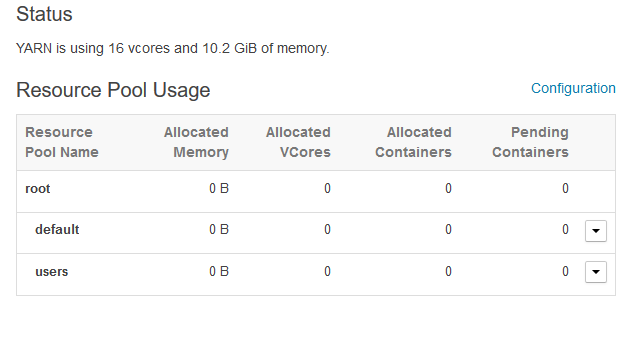 Status
YARN is using 16 vcores and 10.2 GiB of memory.
Resource Pool Usage Configuration
Resource Allocated Allocated Allocated Pending
Pool Name Memory VCores Containers Containers
root 0 B 0 0 0
default 0 B 0 0 0
users 0 B 0 0 0